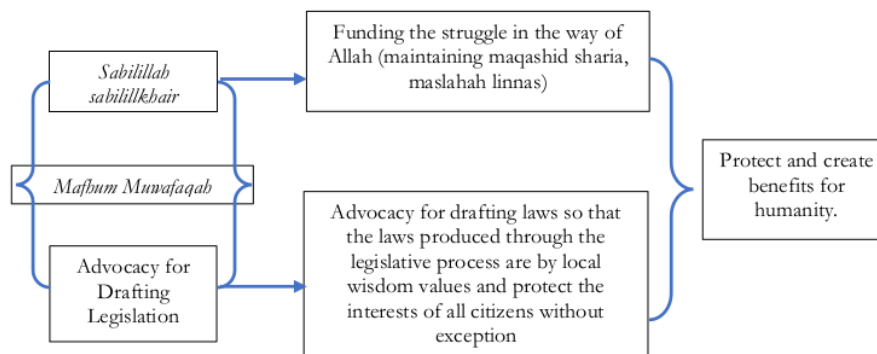 Sabilillah
sabilillkhair
Funding the struggle in the way of
Allah (maintaining maqashid sharia,
maslahah linnas)
Mafhum Muwafaqah
Advocacy for
Drafting
Legislation
Advocacy for drafting laws so that
the laws produced through the
legislative process are by local
wisdom values and protect the
interests of all citizens without
exception
Protect and create
benefits for
humanity.